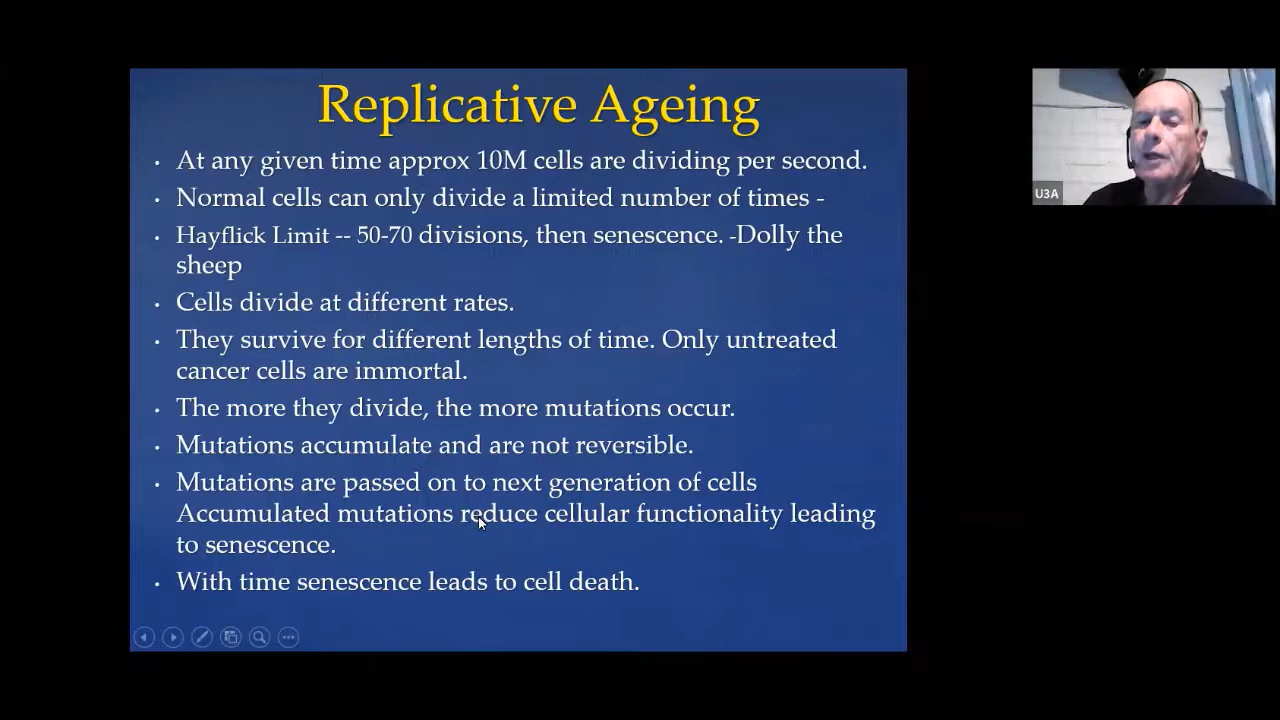 Replicative Ageing
• At any given time approx 10M cells are dividing per second.
• Normal cells can only divide a limited number of times -
• Hayflick Limit -- 50-70 divisions, then senescence. -Dolly the
sheep
• Cells divide at different rates.
• They survive for different lengths of time. Only untreated
cancer cells are immortal.
• The more they divide, the more mutations occur.
• Mutations accumulate and are not reversible.
• Mutations are passed on to next generation of cells
Accumulated mutations reduce cellular functionality leading
to senescence.
• With time senescence leads to cell death.
U3A